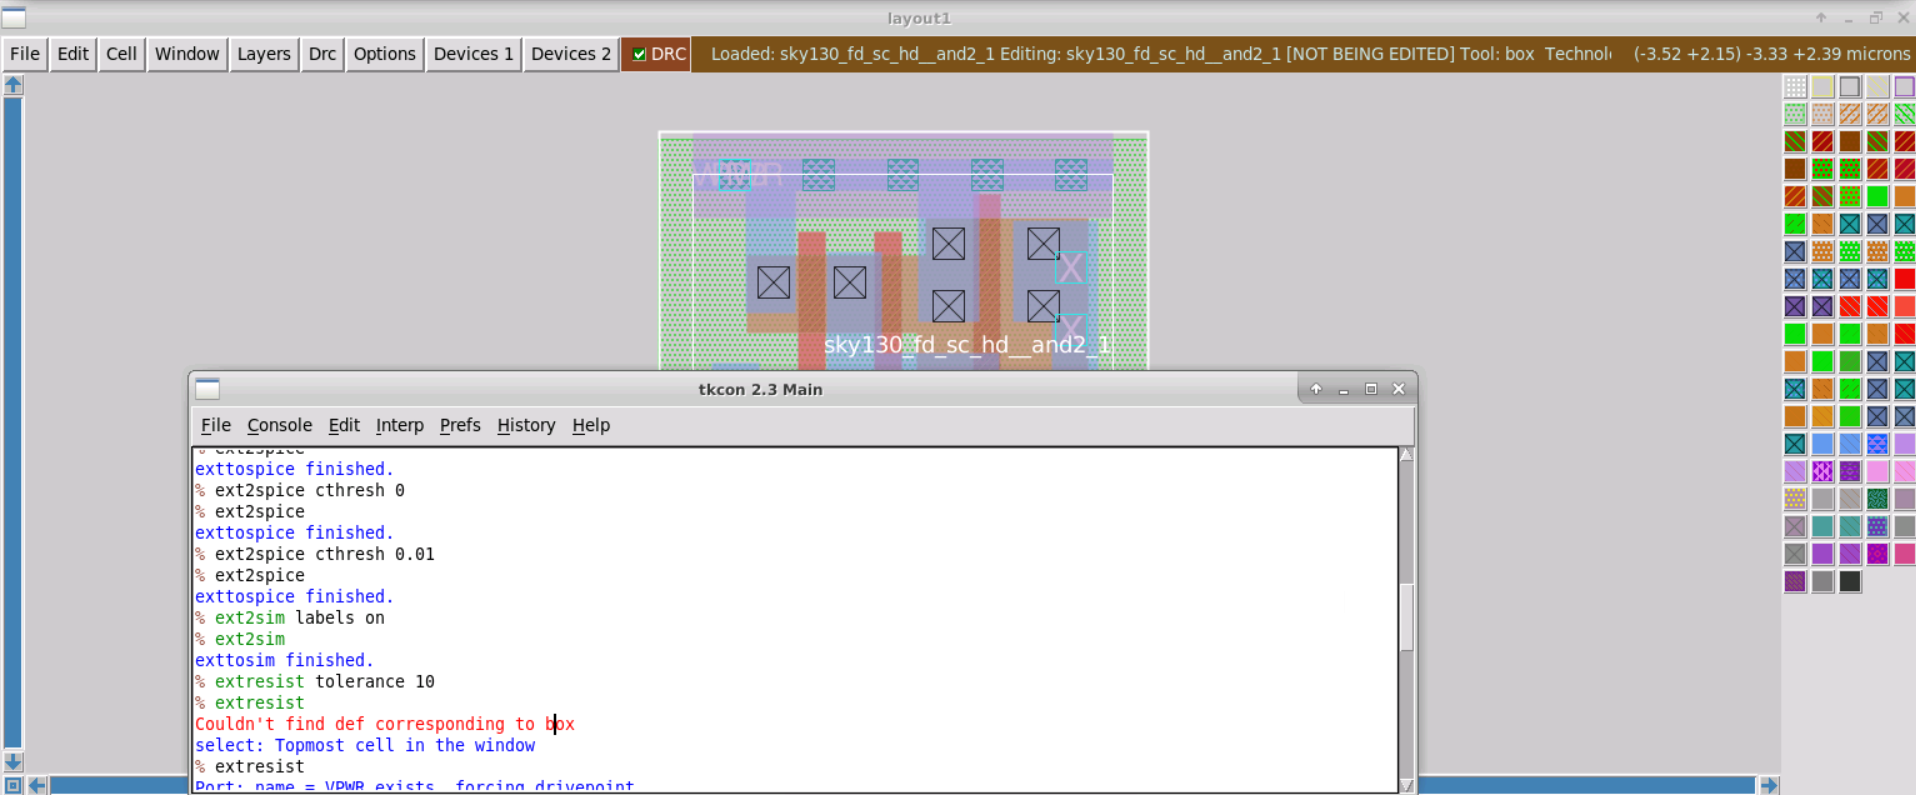 layout1
File Edit Cell Window Layers Drc Options Devices 1 Devices 2 DRC Loaded: sky130_fd_sc_hd__and2_1 Editing: sky130_fd_sc_hd__and2_1 [NOT BEING EDITED] Tool: box Technol (-3.52 +2.15) -3.33 +2.39 microns
X
X
sky130_fd_sc_hd__and2_1
tkcon 2.3 Main
File Console Edit Interp Prefs History Help
% ext2spice
exttospice finished.
% ext2spice cthresh 0
% ext2spice
exttospice finished.
% ext2spice cthresh 0.01
% ext2spice
exttospice finished.
% ext2sim labels on
% ext2sim
exttosim finished.
% extresist tolerance 10
% extresist
Couldn't find def corresponding to box
select: Topmost cell in the window
% extresist
Port: name = VPWR exists, forcing drivepoint